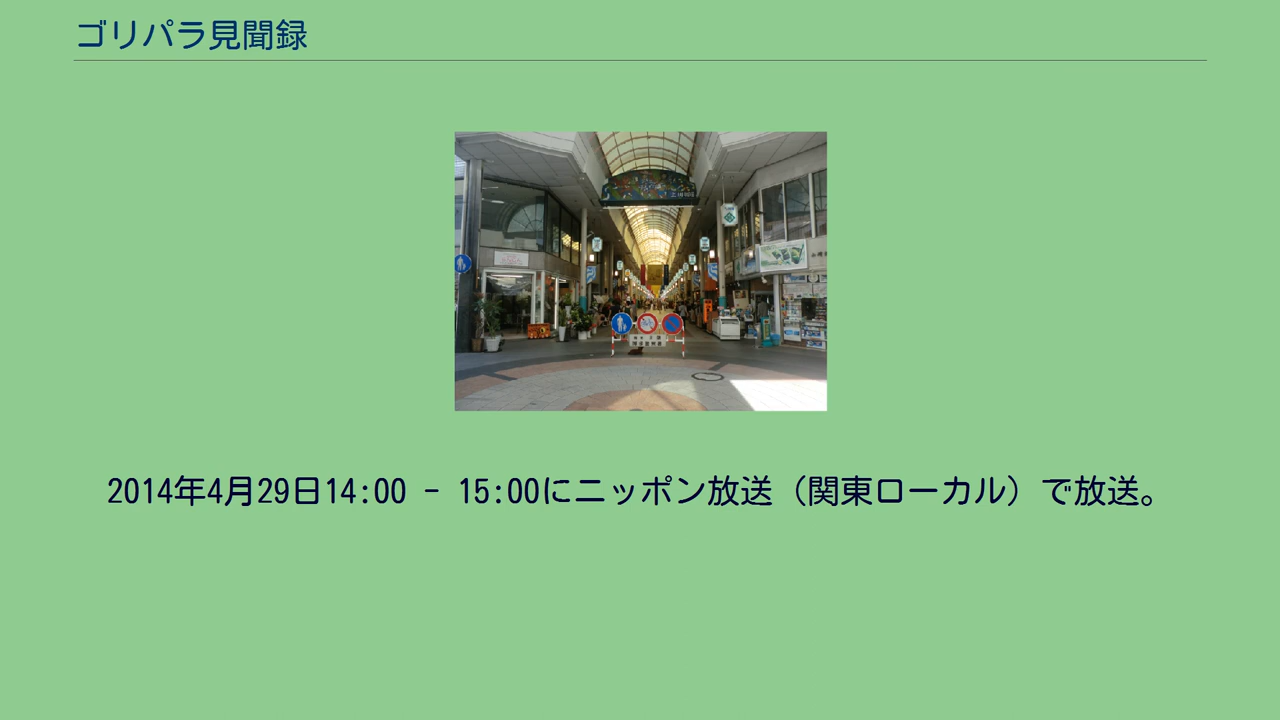 ゴリパラ見聞録
2014年4月29日14:00 - 15:00にニッポン放送（関東ローカル）で放送。